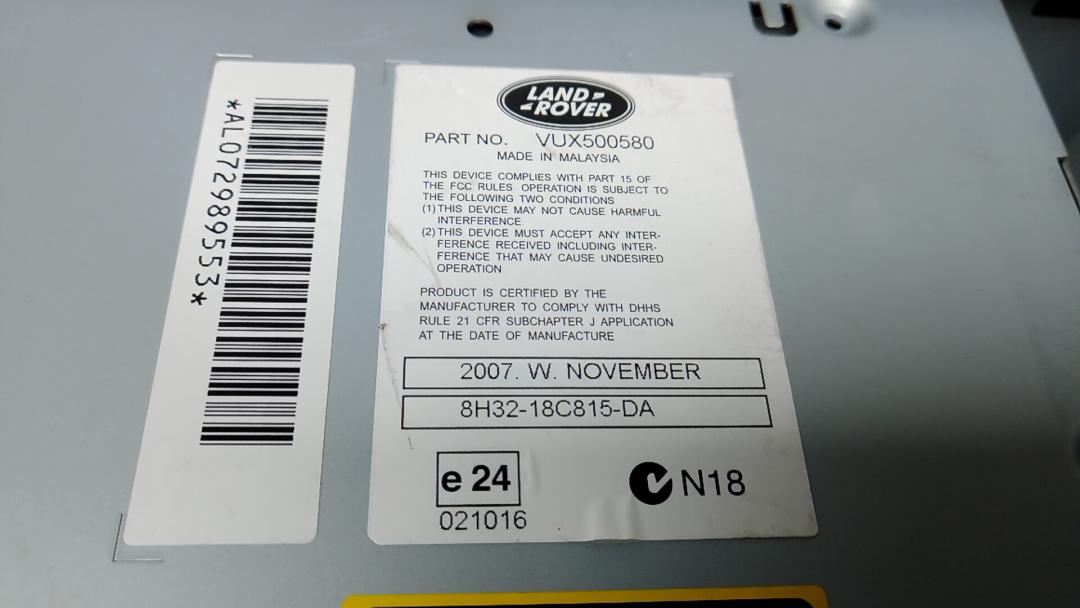 *AL072989553*
LAND-
-ROVER
PART NO. VUX500580
MADE IN MALAYSIA
THIS DEVICE COMPLIES WITH PART 15 OF
THE FCC RULES OPERATION IS SUBJECT TO
THE FOLLOWING TWO CONDITIONS
(1) THIS DEVICE MAY NOT CAUSE HARMFUL
INTERFERENCE
(2) THIS DEVICE MUST ACCEPT ANY INTER-
FERENCE RECEIVED INCLUDING INTER-
FERENCE THAT MAY CAUSE UNDESIRED
OPERATION
PRODUCT IS CERTIFIED BY THE
MANUFACTURER TO COMPLY WITH DHHS
RULE 21 CFR SUBCHAPTER J APPLICATION
AT THE DATE OF MANUFACTURE
2007. W. NOVEMBER
8H32-18C815-DA
e 24
021016
N18